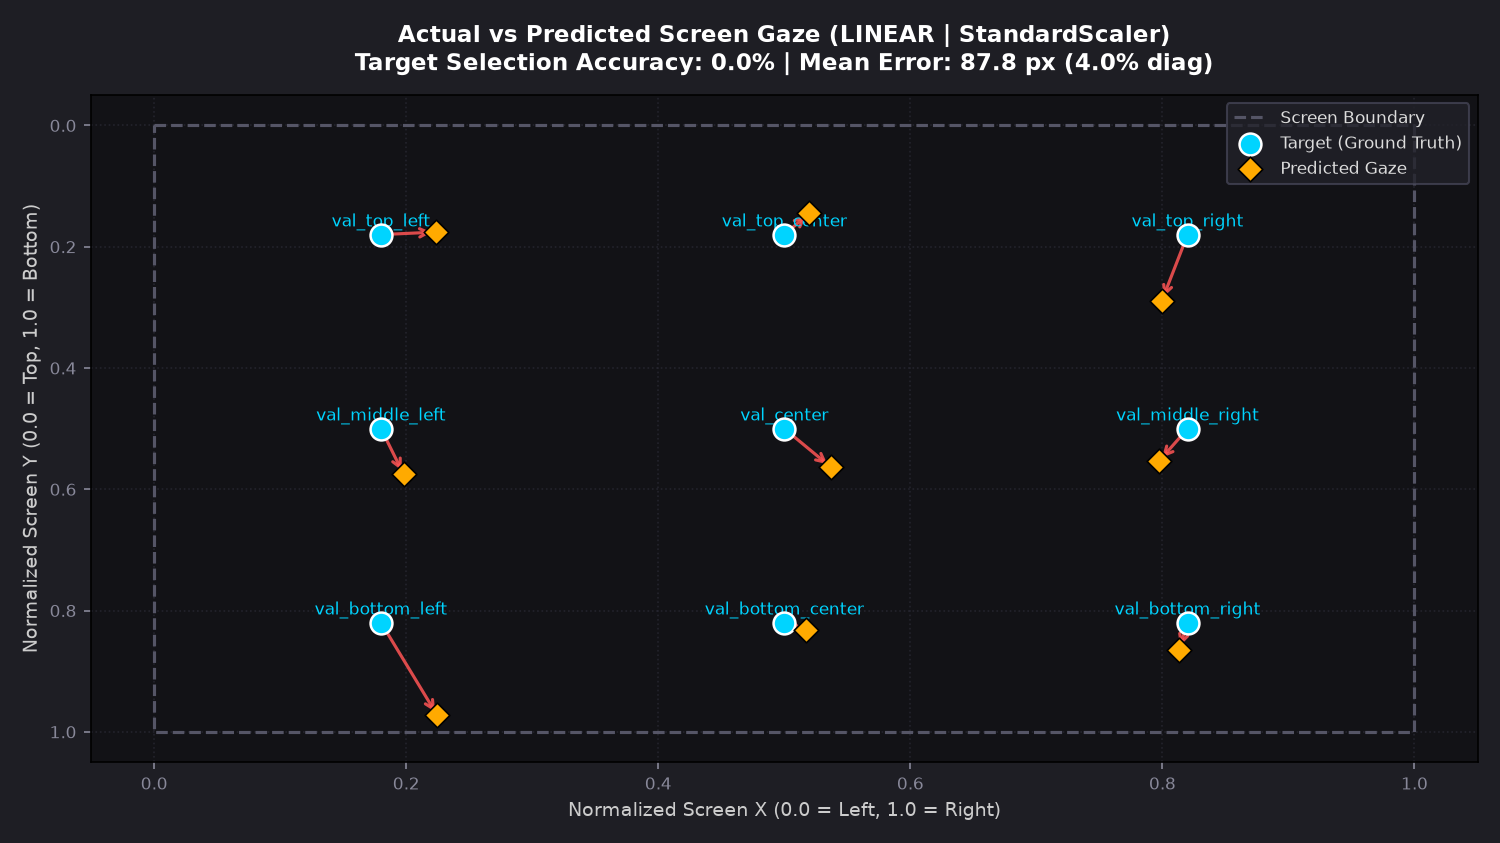 Actual vs Predicted Screen Gaze (LINEAR | StandardScaler)
Target Selection Accuracy: 0.0% | Mean Error: 87.8 px (4.0% diag)
Screen Boundary
Target (Ground Truth)
Predicted Gaze
Normalized Screen Y (0.0 = Top, 1.0 = Bottom)
0.0
0.2
0.4
0.6
0.8
1.0
val_top_left
val_top_center
val_top_right
val_middle_left
val_center
val_middle_right
val_bottom_left
val_bottom_center
val_bottom_right
0.0
0.2
0.4
0.6
0.8
1.0
Normalized Screen X (0.0 = Left, 1.0 = Right)